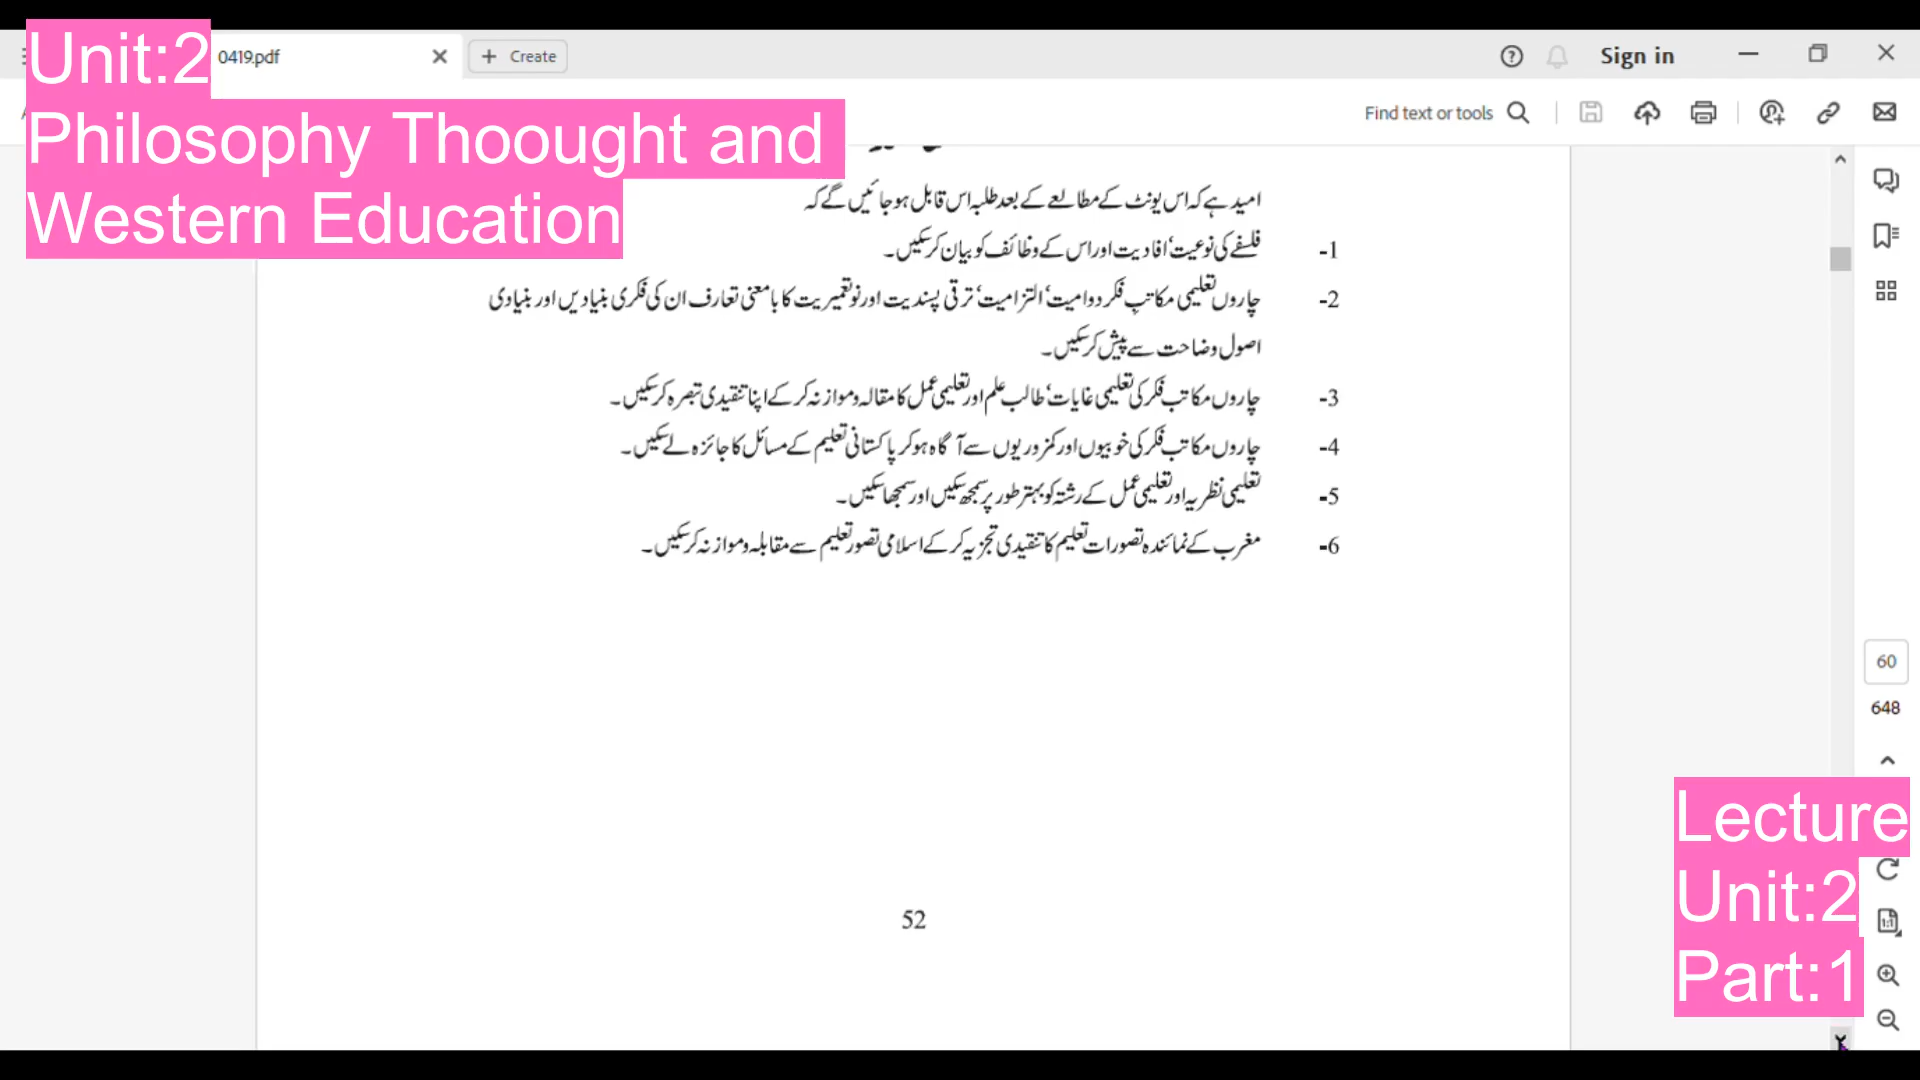 Unit:2
Philosophy Thoought and
Western Education
0419.pdf
Create
Sign in
Find text or tools
امید ہے کہ اس یونٹ کے مطالعے کے بعد طلبہ اس قابل ہو جائیں گے کہ
-1 فلسفے کی نوعیت، افادیت اور اس کے وظائف کو بیان کر سکیں۔
-2 چاروں تعلیمی مکاتبِ فکر دوامیت، التزامیت، ترقی پسندیت اور نو تعمیریت کا با معنی تعارف ان کی فکری بنیادیں اور بنیادی
اصول وضاحت سے پیش کر سکیں۔
-3 چاروں مکاتب فکر کی تعلیمی غایات، طالب علم اور تعلیمی عمل کا مقالہ و موازنہ کر کے اپنا تنقیدی تبصرہ کر سکیں۔
-4 چاروں مکاتب فکر کی خوبیوں اور کمزوریوں سے آگاہ ہو کر پاکستانی تعلیم کے مسائل کا جائزہ لے سکیں۔
-5 تعلیمی نظریہ اور تعلیمی عمل کے رشتہ کو بہتر طور پر سمجھ سکیں اور سمجھا سکیں۔
-6 مغرب کے نمائندہ تصورات تعلیم کا تنقیدی تجزیہ کر کے اسلامی تصور تعلیم سے مقابلہ و موازنہ کر سکیں۔
52
60
648
Lecture
Unit:2
Part:1